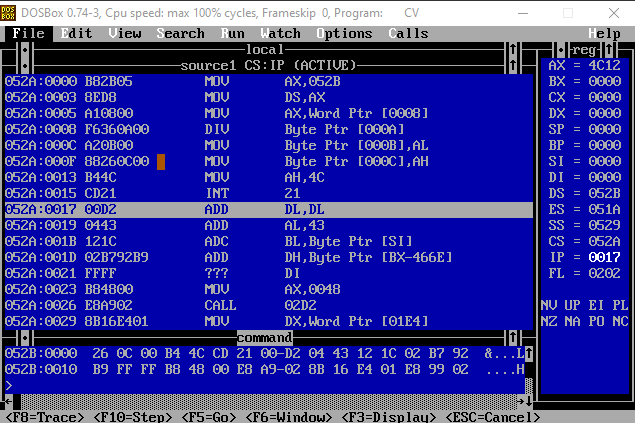 DOSBox 0.74-3, Cpu speed: max 100% cycles, Frameskip 0, Program: CV
File Edit View Search Run Watch Options Calls Help
local
source1 CS:IP (ACTIVE)
052A:0000 B82B05 MOV AX,052B
052A:0003 8ED8 MOV DS,AX
052A:0005 A10800 MOV AX,Word Ptr [0008]
052A:0008 F6360A00 DIV Byte Ptr [000A]
052A:000C A20B00 MOV Byte Ptr [000B],AL
052A:000F 88260C00 MOV Byte Ptr [000C],AH
052A:0013 B44C MOV AH,4C
052A:0015 CD21 INT 21
052A:0017 00D2 ADD DL,DL
052A:0019 0443 ADD AL,43
052A:001B 121C ADC BL,Byte Ptr [SI]
052A:001D 02B792B9 ADD DH,Byte Ptr [BX-466E]
052A:0021 FFFF ??? DI
052A:0023 B84800 MOV AX,0048
052A:0026 E8A902 CALL 02D2
052A:0029 8B16E401 MOV DX,Word Ptr [01E4]
reg
AX = 4C12
BX = 0000
CX = 0000
DX = 0000
SP = 0000
BP = 0000
SI = 0000
DI = 0000
DS = 052B
ES = 051A
SS = 0529
CS = 052A
IP = 0017
FL = 0202
NV UP EI PL
NZ NA PO NC
command
052B:0000 26 0C 00 B4 4C CD 21 00-D2 04 43 12 1C 02 B7 92 &...L
052B:0010 B9 FF FF B8 48 00 E8 A9-02 8B 16 E4 01 E8 99 02 ....H
>
<F8=Trace> <F10=Step> <F5=Go> <F6=Window> <F3=Display> <ESC=Cancel>